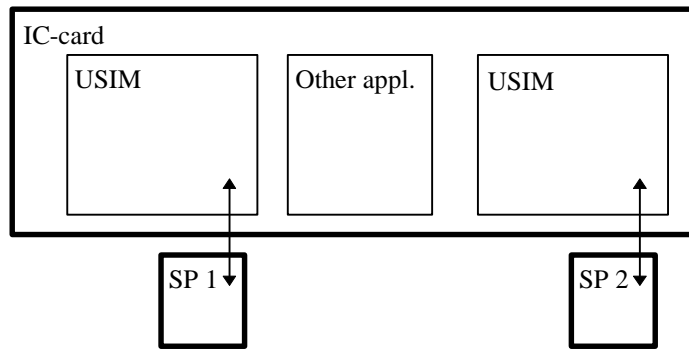 IC-card
USIM
Other appl.
USIM
SP 1
SP 2